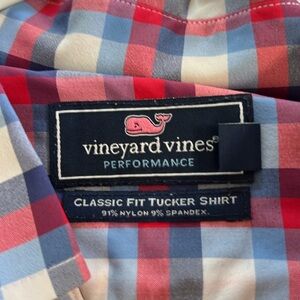 vineyard vines®
PERFORMANCE
CLASSIC FIT TUCKER SHIRT
91% NYLON 9% SPANDEX.